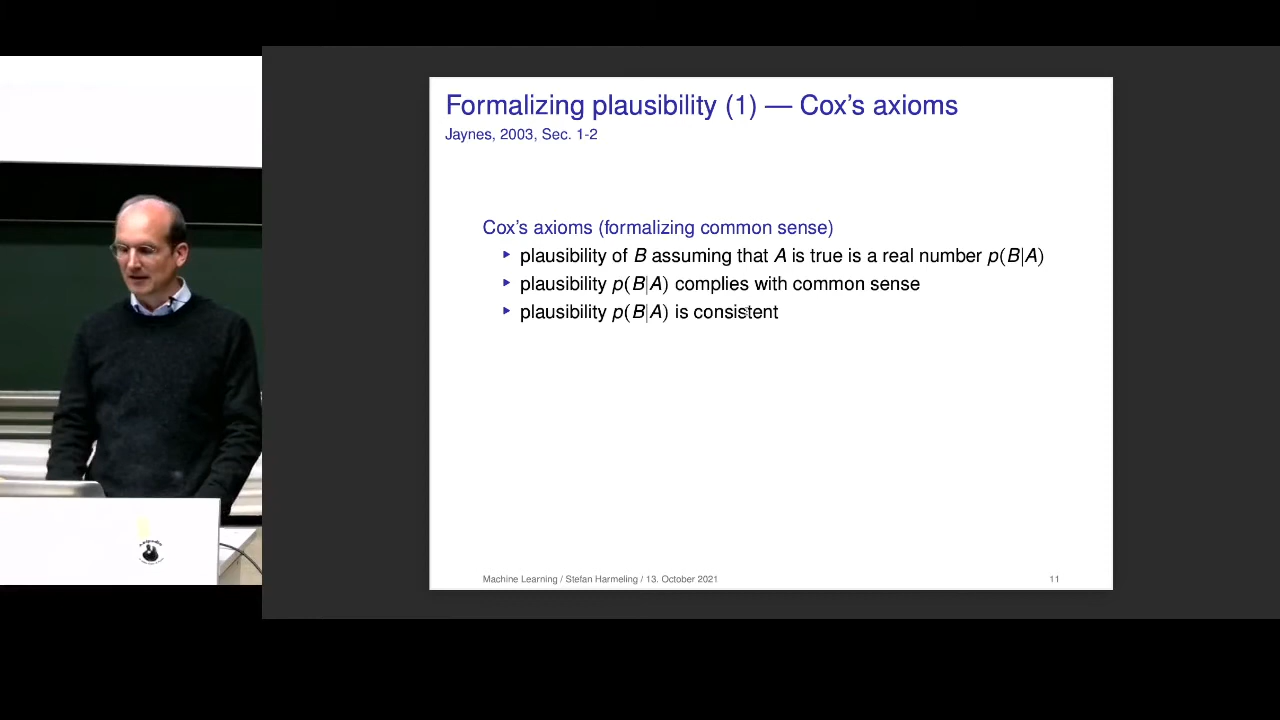 Formalizing plausibility (1) — Cox's axioms
Jaynes, 2003, Sec. 1-2
Cox's axioms (formalizing common sense)
‣ plausibility of B assuming that A is true is a real number p(B|A)
‣ plausibility p(B|A) complies with common sense
‣ plausibility p(B|A) is consistent
Machine Learning / Stefan Harmeling / 13. October 2021
11